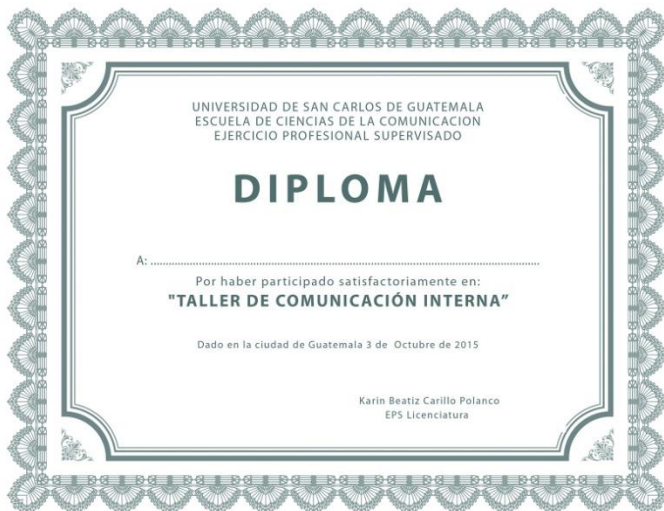 UNIVERSIDAD DE SAN CARLOS DE GUATEMALA
ESCUELA DE CIENCIAS DE LA COMUNICACION
EJERCICIO PROFESIONAL SUPERVISADO
DIPLOMA
A: ........................................................................................................
Por haber participado satisfactoriamente en:
"TALLER DE COMUNICACIÓN INTERNA”
Dado en la ciudad de Guatemala 3 de Octubre de 2015
Karin Beatiz Carillo Polanco
EPS Licenciatura